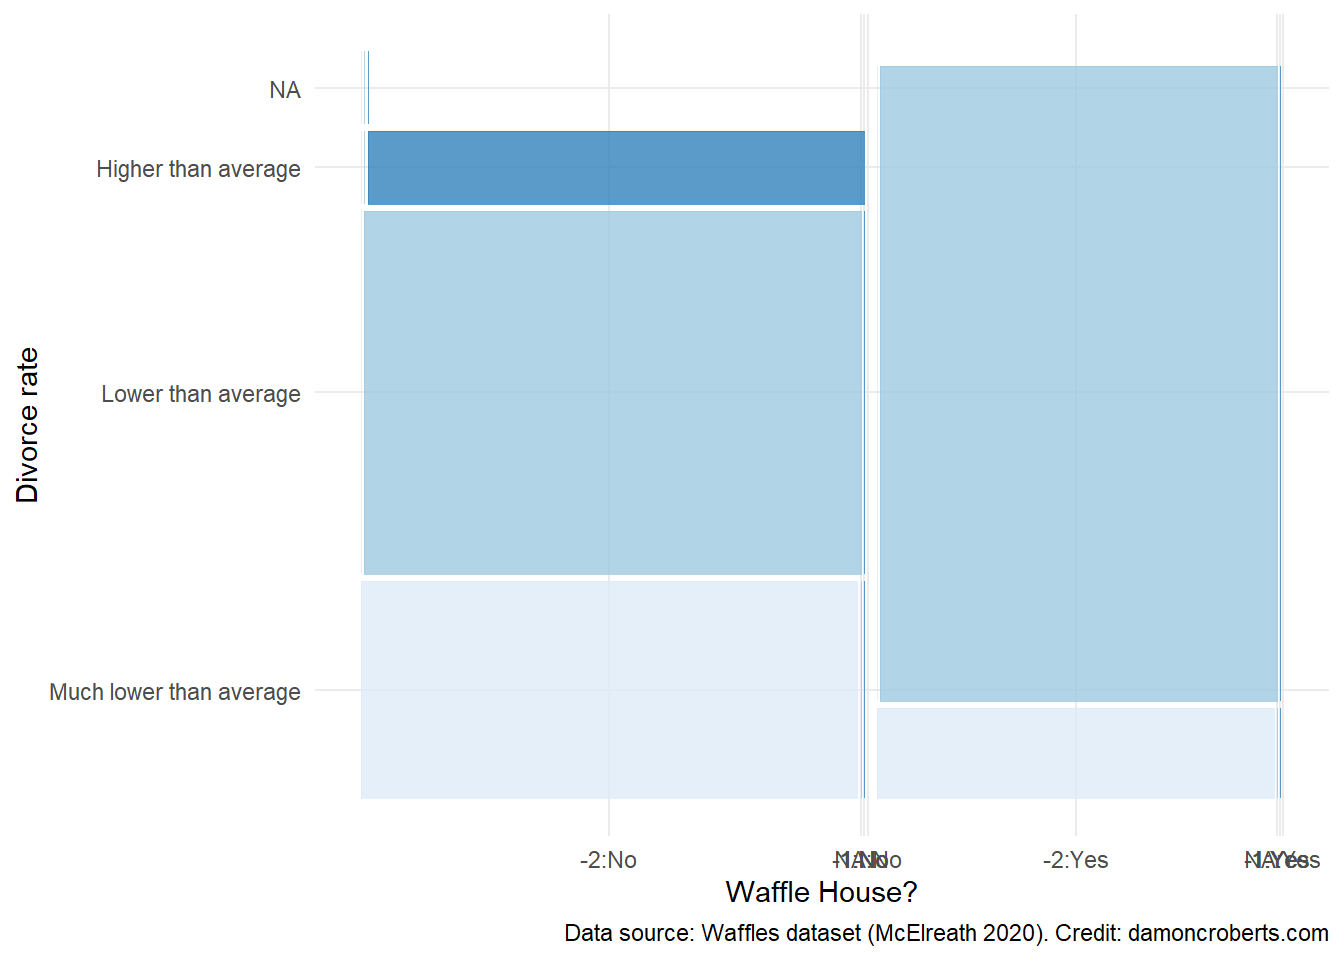 NA
Higher than average
Lower than average
Much lower than average
Divorce rate
-2:No
-2:Yes
Waffle House?
Data source: Waffles dataset (McElreath 2020). Credit: damoncroberts.com